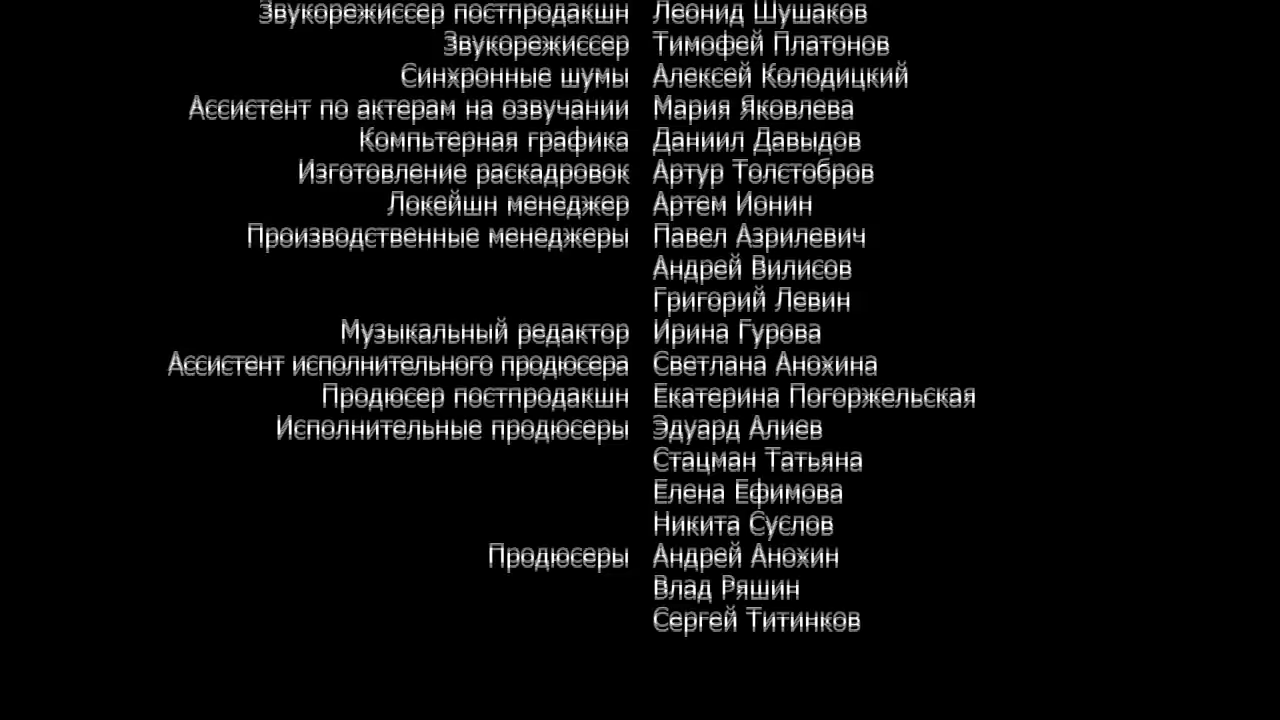 Звукорежиссер постпродакшн Леонид Шушаков
Звукорежиссер Тимофей Платонов
Синхронные шумы Алексей Колодицкий
Ассистент по актерам на озвучании Мария Яковлева
Компьтерная графика Даниил Давыдов
Изготовление раскадровок Артур Толстобров
Локейшн менеджер Артем Ионин
Производственные менеджеры Павел Азрилевич
Андрей Вилисов
Григорий Левин
Музыкальный редактор Ирина Гурова
Ассистент исполнительного продюсера Светлана Анохина
Продюсер постпродакшн Екатерина Погоржельская
Исполнительные продюсеры Эдуард Алиев
Стацман Татьяна
Елена Ефимова
Никита Суслов
Продюсеры Андрей Анохин
Влад Ряшин
Сергей Титинков